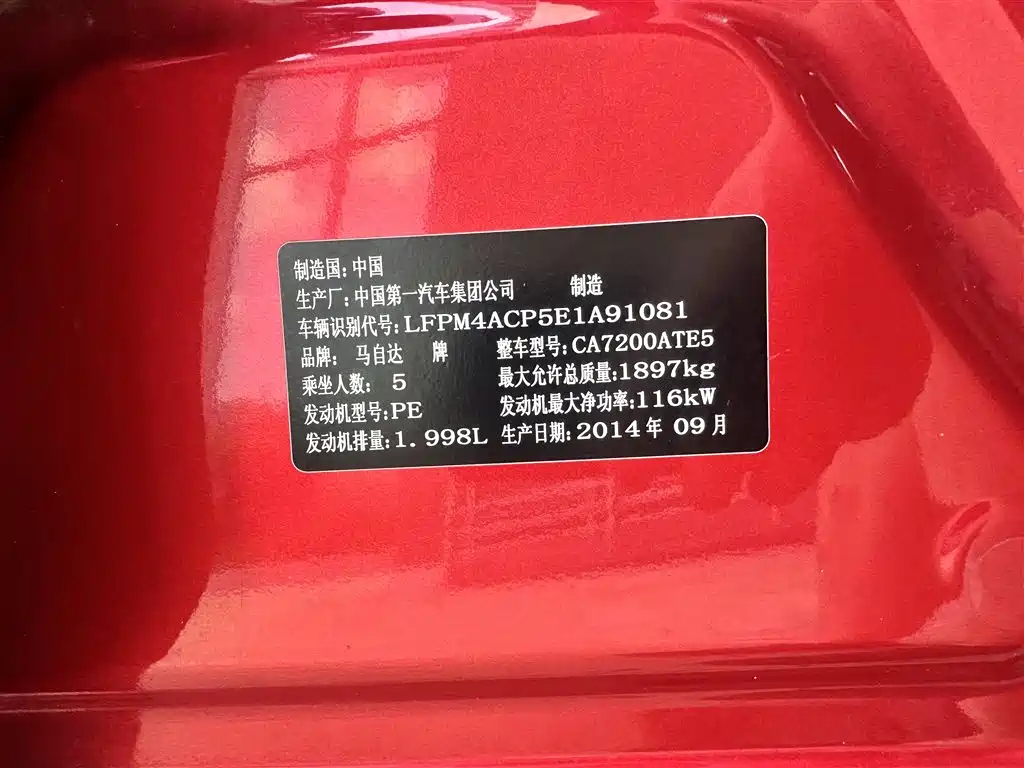 制造国:中国
生产厂:中国第一汽车集团公司 制造
车辆识别代号:LFPM4ACP5E1A91081
品牌: 马自达 牌 整车型号:CA7200ATE5
乘坐人数: 5 最大允许总质量:1897kg
发动机型号:PE 发动机最大净功率:116kW
发动机排量:1.998L 生产日期:2014年 09月